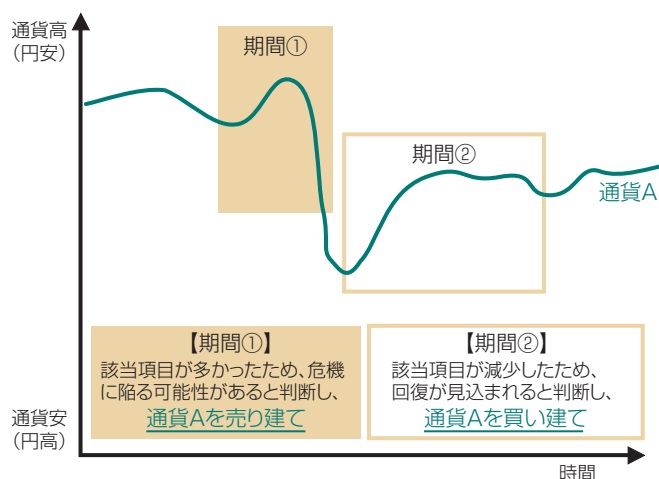 通貨高
（円安）
期間①
期間②
通貨A
【期間①】
該当項目が多かったため、危機
に陥る可能性があると判断し、
通貨Aを売り建て
【期間②】
該当項目が減少したため、
回復が見込まれると判断し、
通貨Aを買い建て
通貨安
（円高）
時間